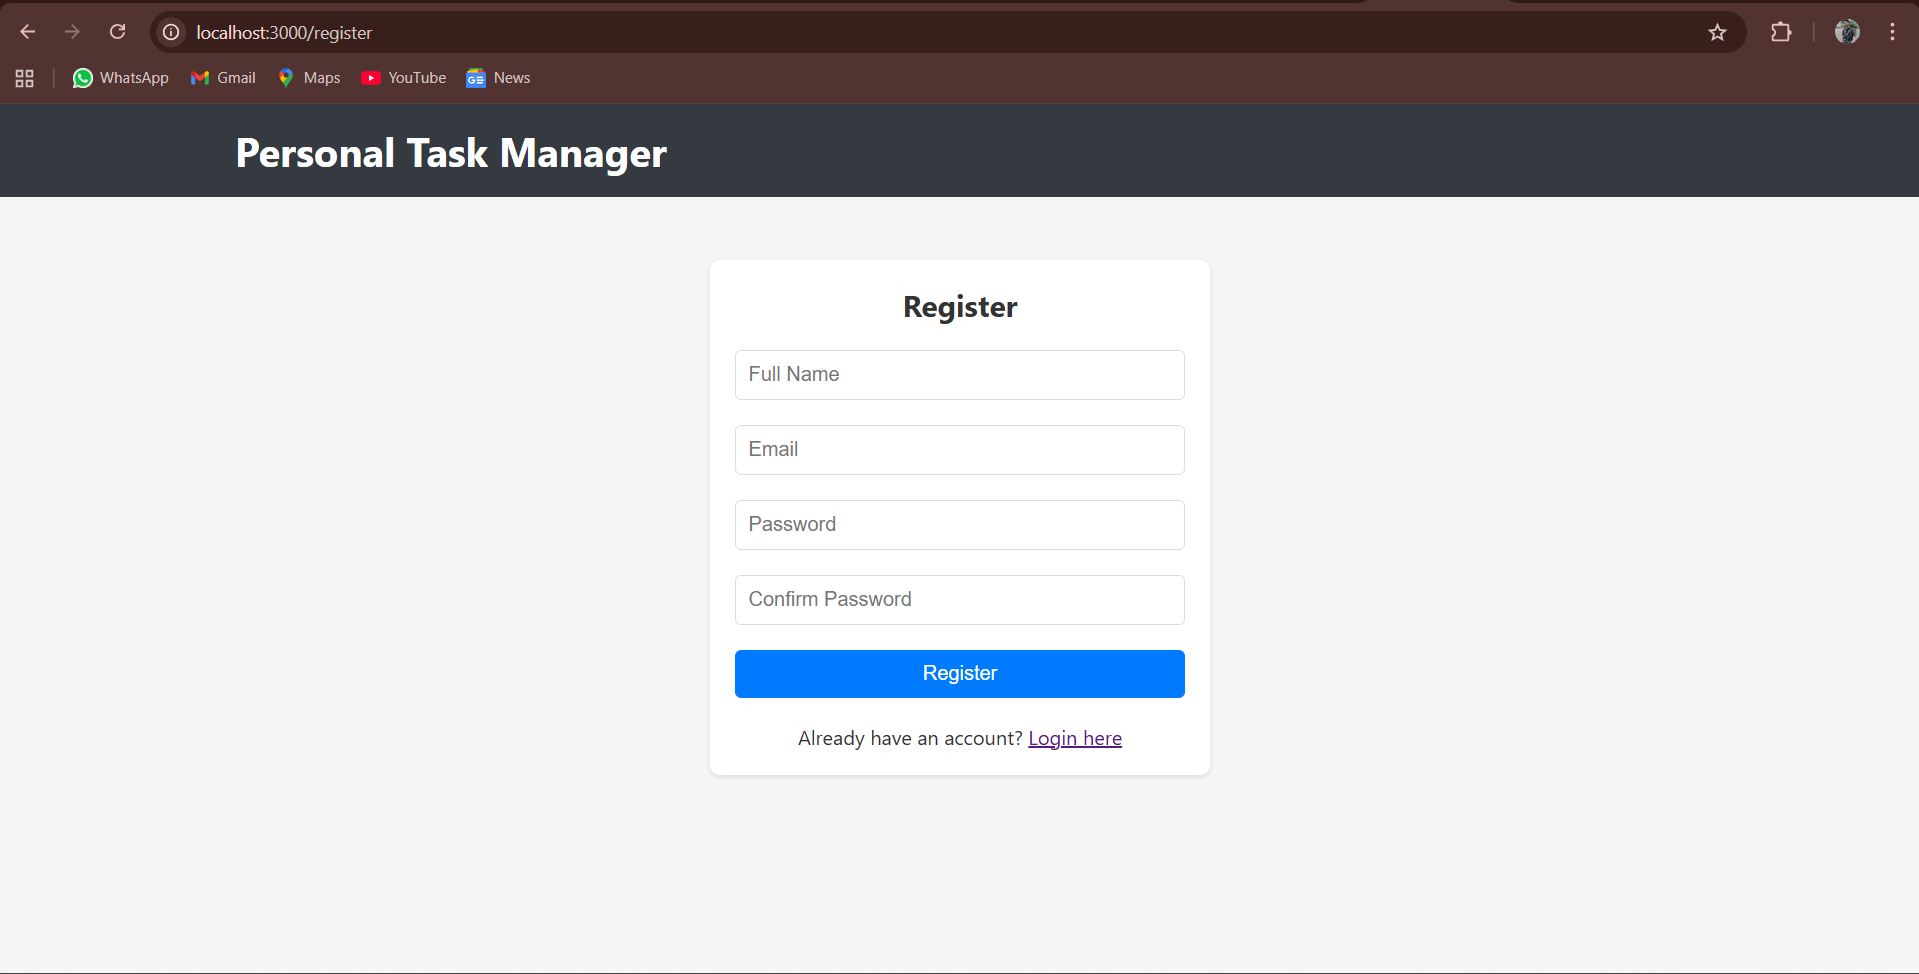 localhost:3000/register
WhatsApp Gmail Maps YouTube News
Personal Task Manager
Register
Full Name
Email
Password
Confirm Password
Register
Already have an account? Login here